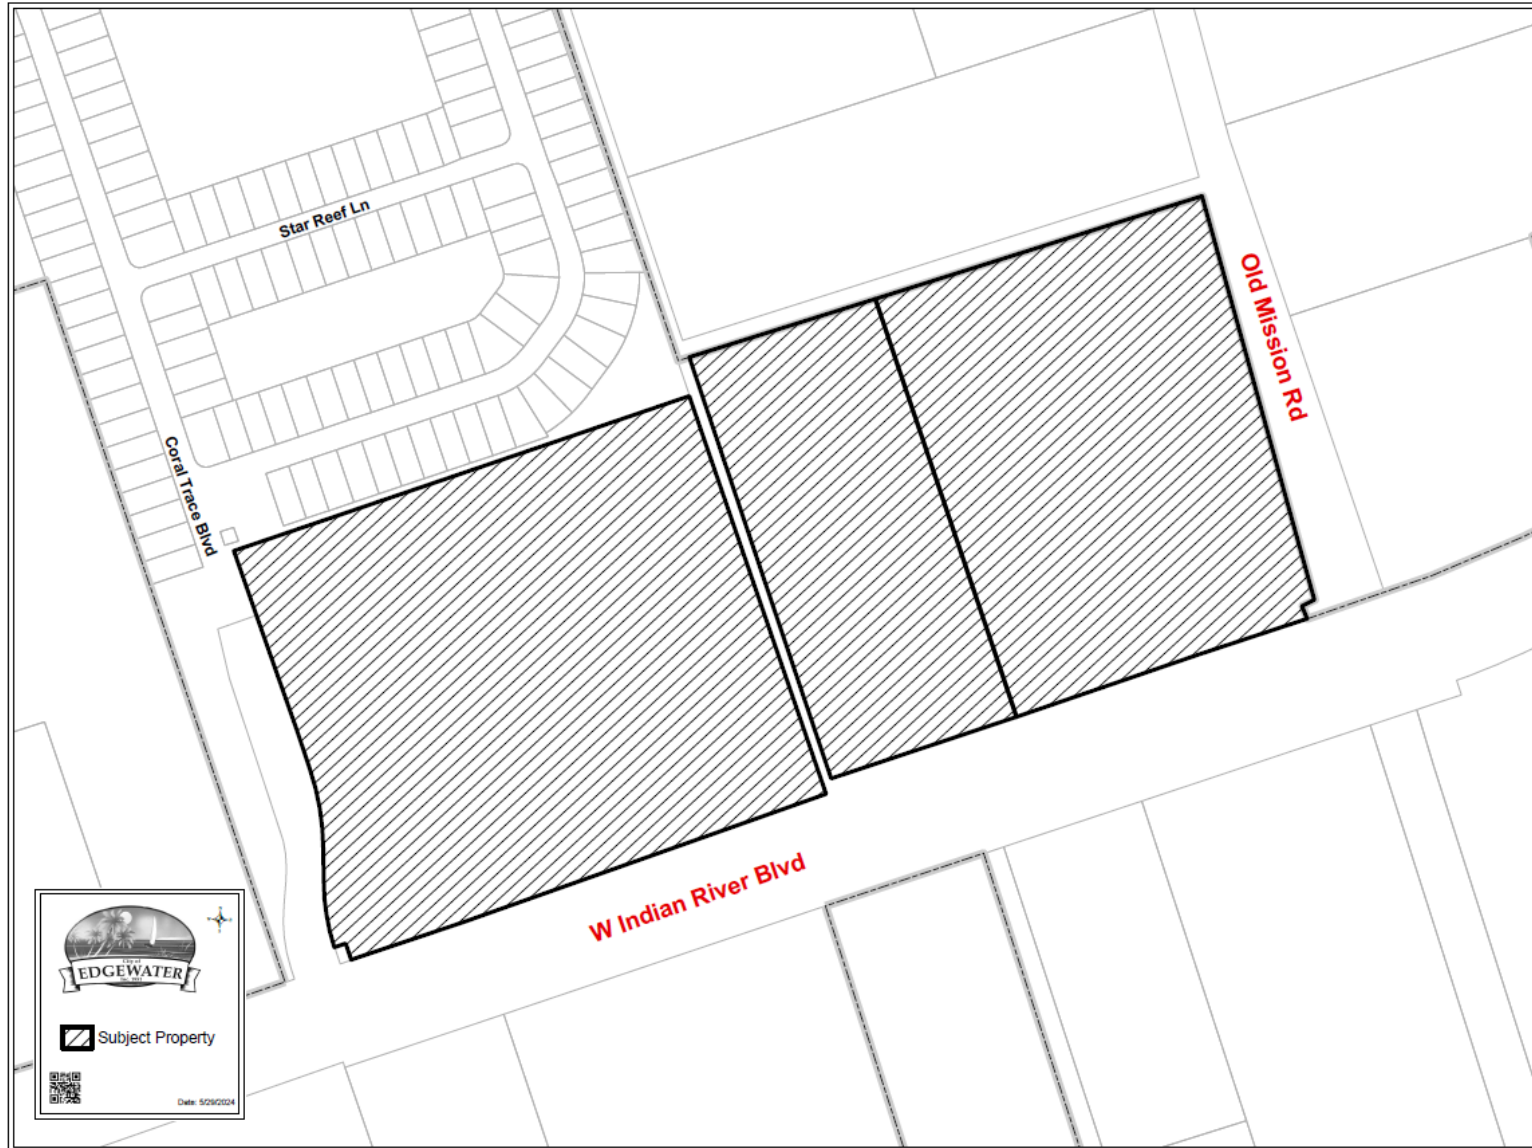 Star Reef Ln
Old Mission Rd
Coral Trace Blvd
W Indian River Blvd
City of
EDGEWATER
Subject Property
Date: 5/29/2024